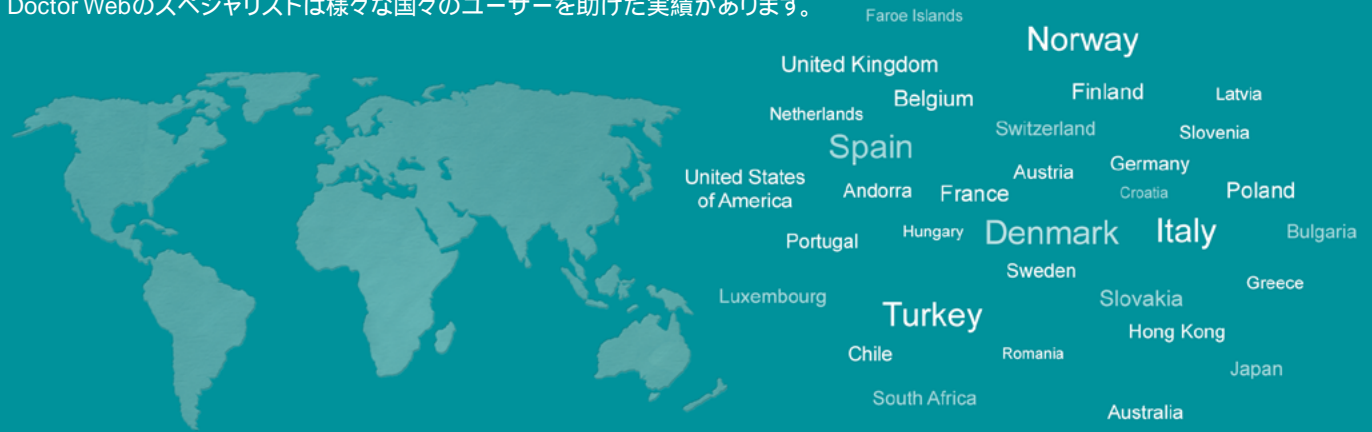 Doctor Webのスペシャリストは様々な国々のユーザーを助けた実績があります。
Faroe Islands
Norway
United Kingdom
Finland
Latvia
Belgium
Netherlands
Switzerland
Slovenia
Spain
Germany
Austria
United States
of America
Andorra
France
Croatia
Poland
Portugal
Hungary
Denmark
Italy
Bulgaria
Sweden
Greece
Luxembourg
Slovakia
Turkey
Hong Kong
Chile
Romania
Japan
South Africa
Australia